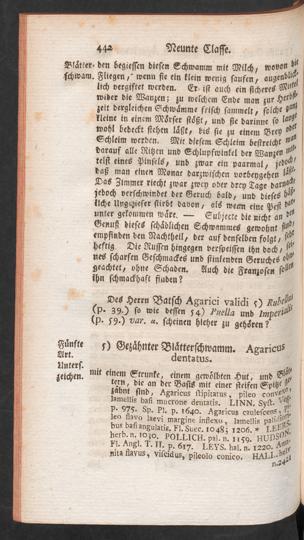 442 Neunte Classe.
Blätter- den begiessen diesen Schwamm mit Milch, wovon die
schwam. Fliegen, wenn sie ein klein wenig saufen, augenblick-
lich vergiftet werden. Er ist auch ein sicheres Mittel
wider die Wanzen; zu welchem Ende man zur Herbst-
zeit dergleichen Schwämme frisch sammelt, solche ganz
kleine in einem Mörser stößt, und sie darinne so lange
wohl bedeckt stehen läßt, bis sie zu einem Brey oder
Schleim werden. Mit diesem Schleim bestreicht man
darauf alle Ritzen und Schlupfwinkel der Wanzen mit-
telst eines Pinsels, und zwar ein paarmal, jedoch
daß man einen Monate darzwischen vorbeygehen läßt.
Das Zimmer riecht zwar zwey oder drey Tage darnach,
jedoch verschwindet der Geruch bald, und dieses häß-
liche Ungeziefer stirbt davon, als wenn eine Pest dar-
unter gekommen wäre. — Subjecte die nicht an den
Genuß dieses schädlichen Schwammes gewohnt sind,
empfinden den Nachtheil, der auf denselben folgt, sehr
heftig. Die Russen hingegen verspeisen ihn doch, sei-
nes scharfen Geschmackes und stinkenden Geruches ohn-
geachtet, ohne Schaden. Auch die Franzosen sollen
ihn schmackhaft finden?
Des Herrn Batsch Agarici validi 5) Rubellus
(p. 39.) so wie dessen 54) Puella und Imperialis
(p. 59.) var. a. scheinen hieher zu gehören?
Fünfte 5) Gezähnter Blätterschwamm. Agaricus
Art. dentatus.
Untersch.
zeichen. mit einem Strunke, einem gewölbten Hut, und Blät-
tern, die an der Basis mit einer steifen Spitze ge-
zähnt sind, Agaricus stipitatus, pileo convexo,
lamellis basi mucrone dentatis. LINN. Syst. Veg.
p. 975. Sp. Pl. p. 1640. Agaricus caulescens, pi-
leo flavo laevi margine inflexo, lamellis pallidiori-
bus basi angulatis. Fl. Suec. 1048; 1206. * LEERS.
herb. n. 1030. POLLICH. pal. n. 1159. HUDSON.
Fl. Angl. T. II. p. 617. LEYS. hal. n. 1220. Ama-
nita flavus, viscidus, pileolo conico. HALL. helv.
n. 2421